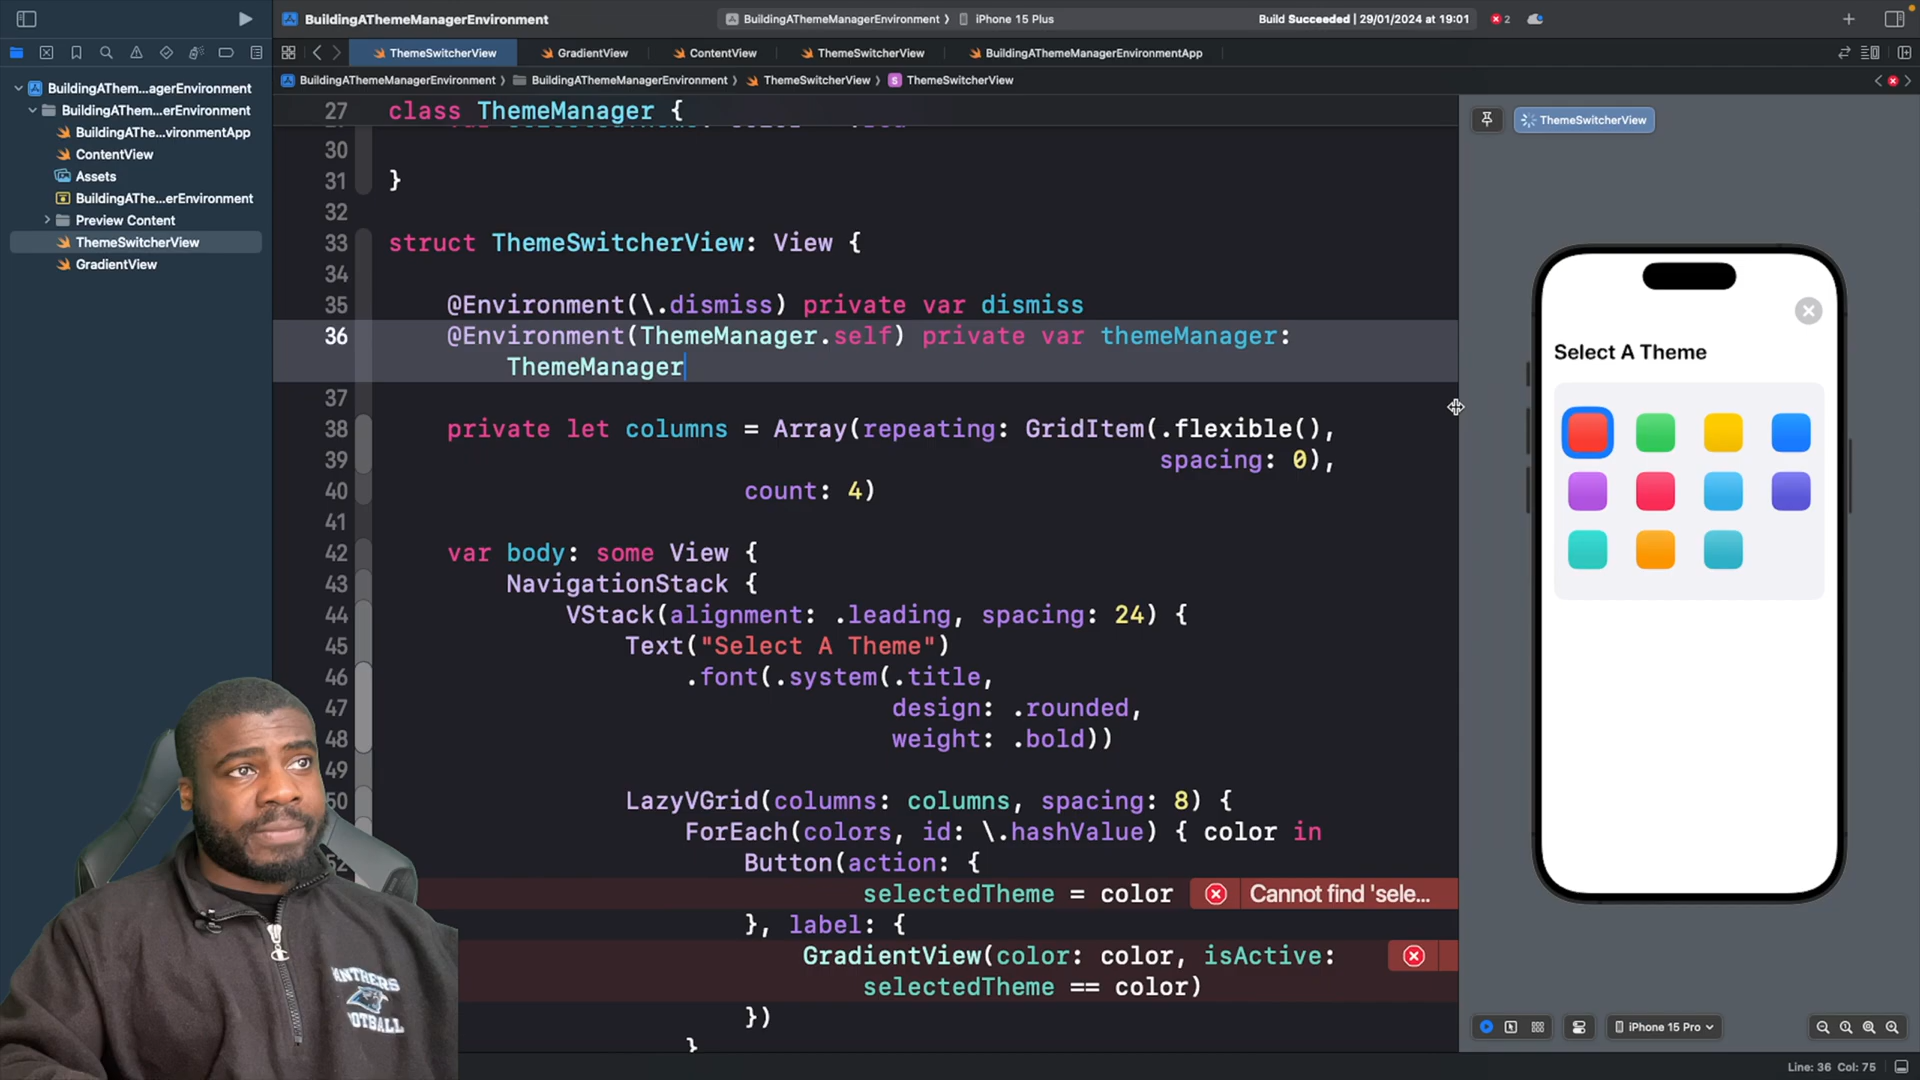 BuildingAThemeManagerEnvironment
BuildingAThemeManagerEnvironment
iPhone 15 Plus
Build Succeeded | 29/01/2024 at 19:01
2
ThemeSwitcherView
GradientView
ContentView
ThemeSwitcherView
BuildingAThemeManagerEnvironmentApp
BuildingAThemeManagerEnvironment
BuildingAThemeManagerEnvironment
ThemeSwitcherView
S
ThemeSwitcherView
BuildingAThem...agerEnvironment
BuildingAThem...erEnvironment
BuildingAThe...vironmentApp
ContentView
Assets
BuildingAThe...erEnvironment
Preview Content
ThemeSwitcherView
GradientView
27 class ThemeManager {
30
31 }
32
33 struct ThemeSwitcherView: View {
34
35 @Environment(\.dismiss) private var dismiss
36 @Environment(ThemeManager.self) private var themeManager:
ThemeManager
37
38 private let columns = Array(repeating: GridItem(.flexible(),
39 spacing: 0),
40 count: 4)
41
42 var body: some View {
43 NavigationStack {
44 VStack(alignment: .leading, spacing: 24) {
45 Text("Select A Theme")
46 .font(.system(.title,
47 design: .rounded,
48 weight: .bold))
49
50 LazyVGrid(columns: columns, spacing: 8) {
ForEach(colors, id: \.hashValue) { color in
Button(action: {
selectedTheme = color
Cannot find 'sele...
}, label: {
GradientView(color: color, isActive:
selectedTheme == color)
})
}
ThemeSwitcherView
Select A Theme
iPhone 15 Pro
Line: 36 Col: 75
PANTHERS
FOOTBALL